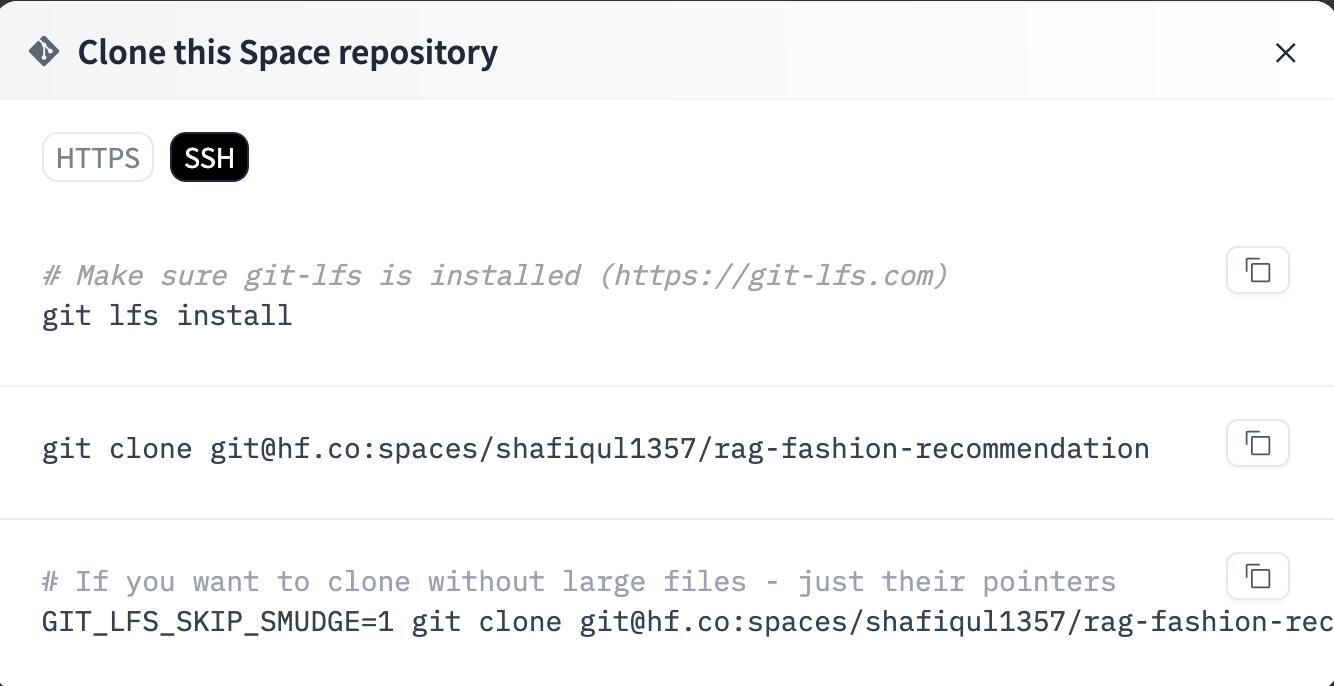 Clone this Space repository
HTTPS SSH
# Make sure git-lfs is installed (https://git-lfs.com)
git lfs install
git clone git@hf.co:spaces/shafiqul1357/rag-fashion-recommendation
# If you want to clone without large files - just their pointers
GIT_LFS_SKIP_SMUDGE=1 git clone git@hf.co:spaces/shafiqul1357/rag-fashion-rec